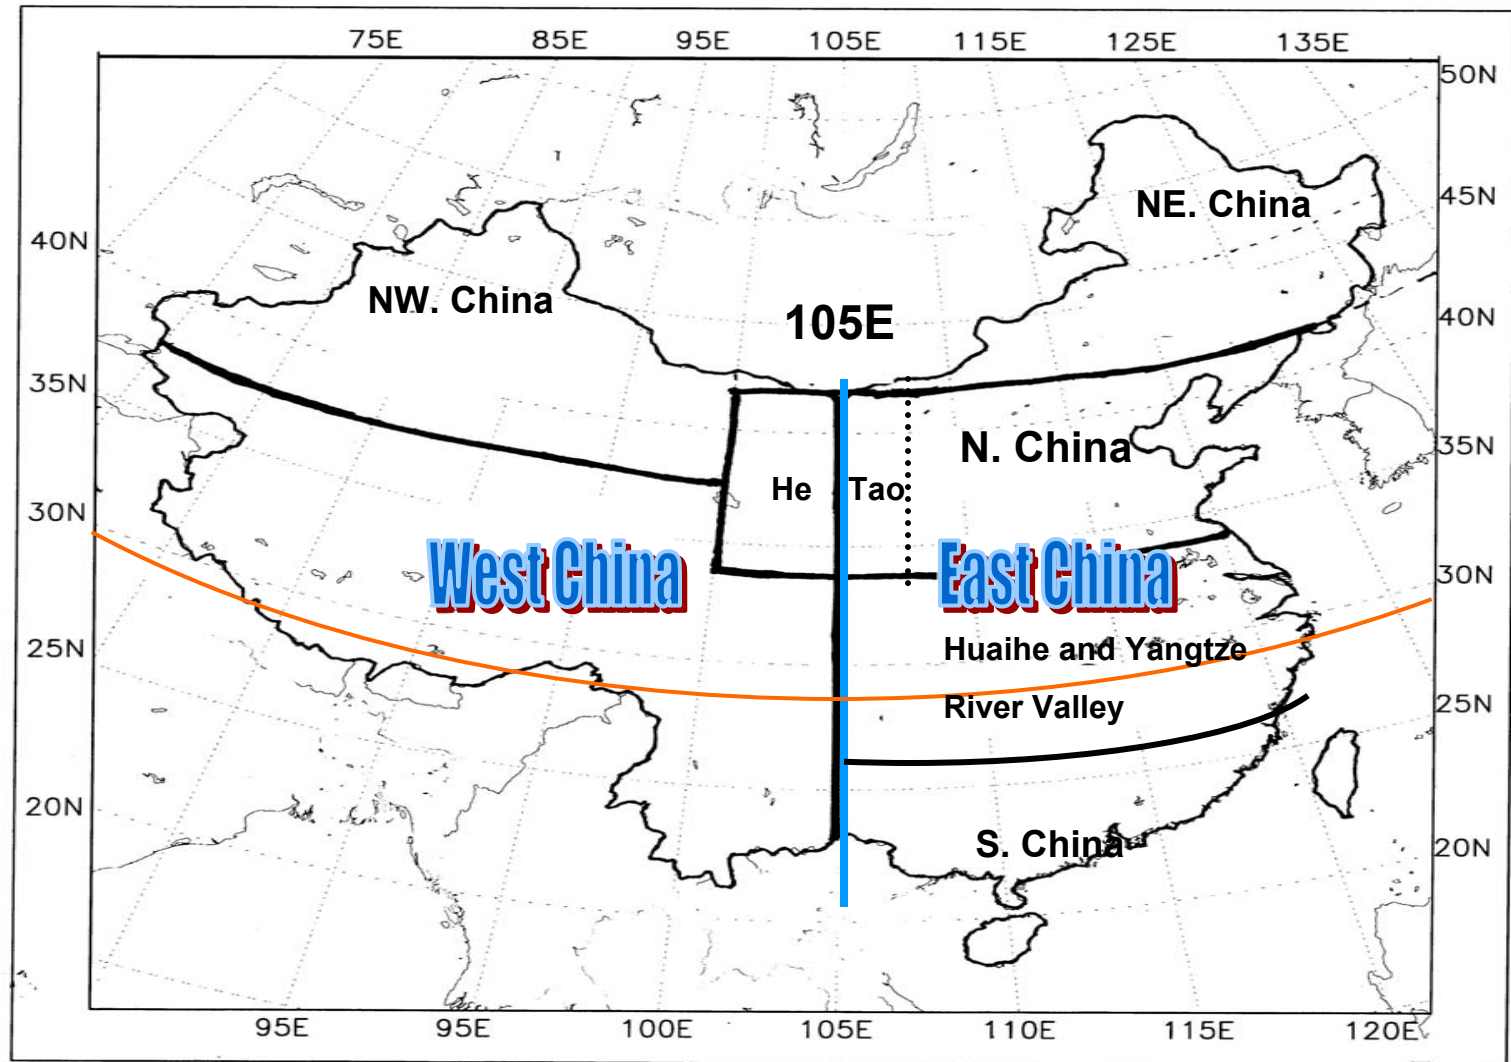 75E 85E 95E 105E 115E 125E 135E
50N
45N
40N
35N
30N
25N
20N
40N
35N
30N
25N
20N
NE. China
NW. China
105E
N. China
He Tao
West China East China
Huaihe and Yangtze
River Valley
S. China
95E 95E 100E 105E 110E 115E 120E